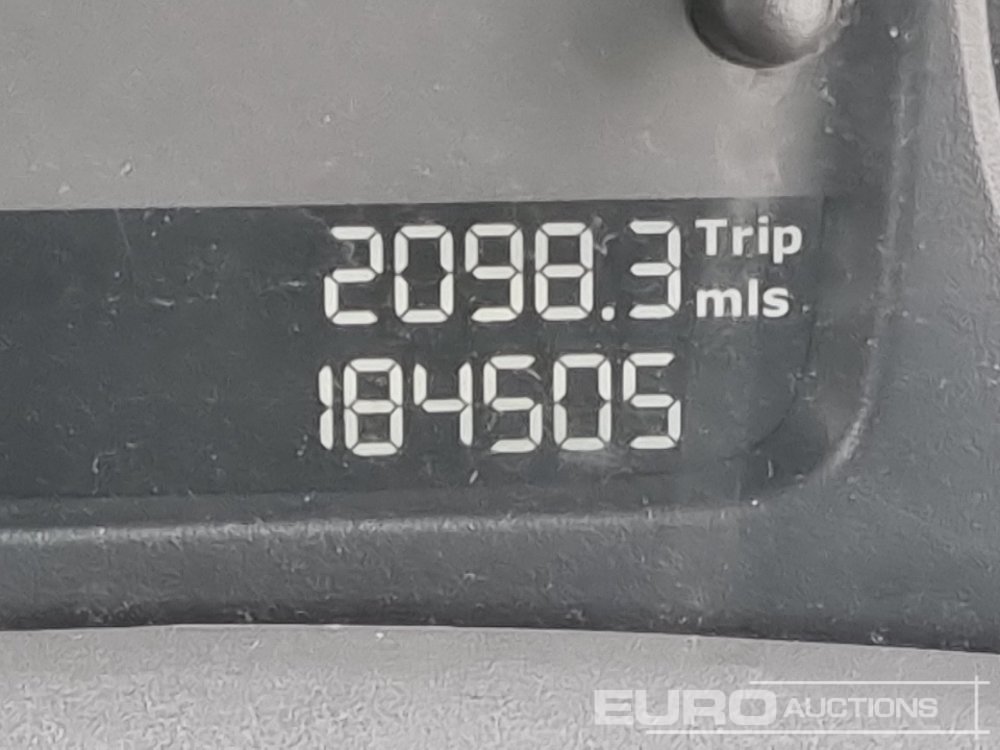 2098.3 Trip
mls
184505
EURO AUCTIONS